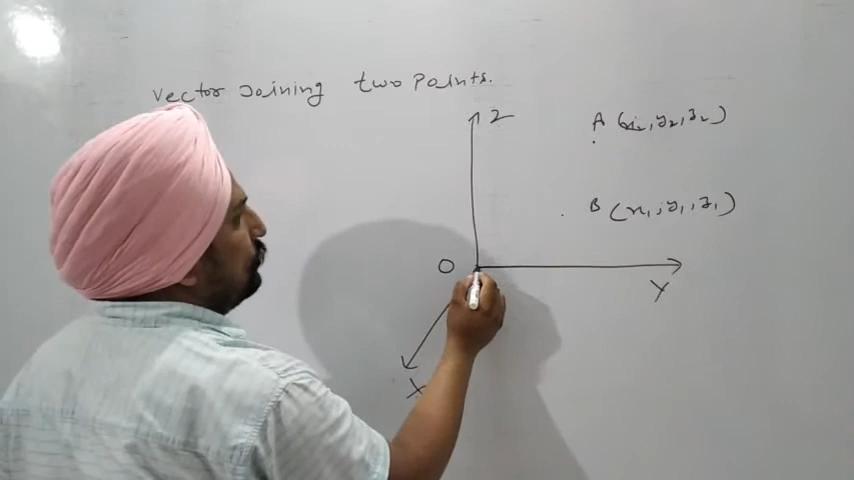 Vector Joining two Points.
Z
A (x₂, y₂, z₂)
B (x₁, y₁, z₁)
O
Y
X